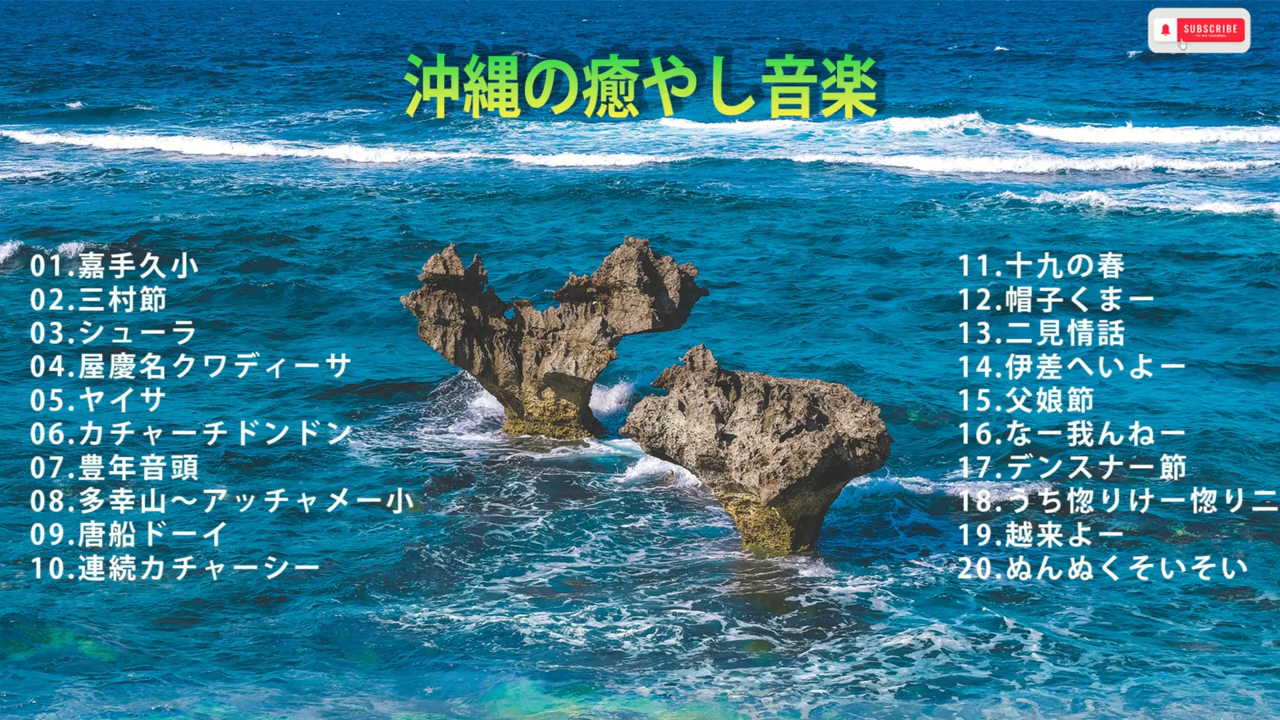 SUBSCRIBE
沖縄の癒やし音楽
01.嘉手久小
02.三村節
03.シューラ
04.屋慶名クワディーサ
05.ヤイサ
06.カチャーチドンドン
07.豊年音頭
08.多幸山～アッチャメー小
09.唐船ドーイ
10.連続カチャーシー
11.十九の春
12.帽子くまー
13.二見情話
14.伊差へいよー
15.父娘節
16.なー我んねー
17.デンスナー節
18.うち惚りけー惚り二
19.越来よー
20.ぬんぬくそいそい